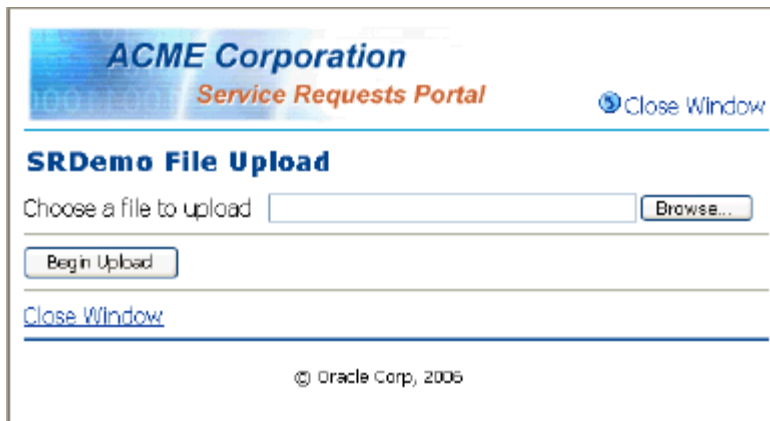 ACME Corporation
Service Requests Portal
Close Window
SRDemo File Upload
Choose a file to upload Browse...
Begin Upload
Close Window
© Oracle Corp, 2006